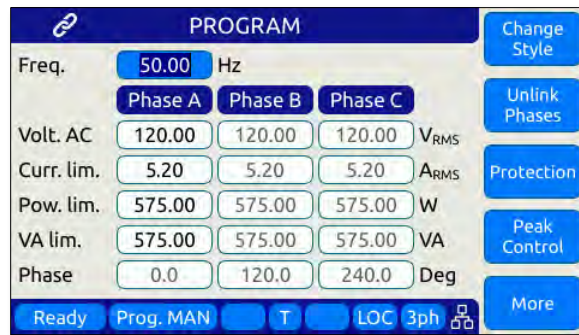 PROGRAM
Change
Style
Freq. 50.00 Hz
Phase A Phase B Phase C
Unlink
Phases
Volt. AC 120.00 120.00 120.00 VRMS
Curr. lim. 5.20 5.20 5.20 ARMS
Protection
Pow. lim. 575.00 575.00 575.00 W
VA lim. 575.00 575.00 575.00 VA
Peak
Control
Phase 0.0 120.0 240.0 Deg
More
Ready Prog. MAN T LOC 3ph